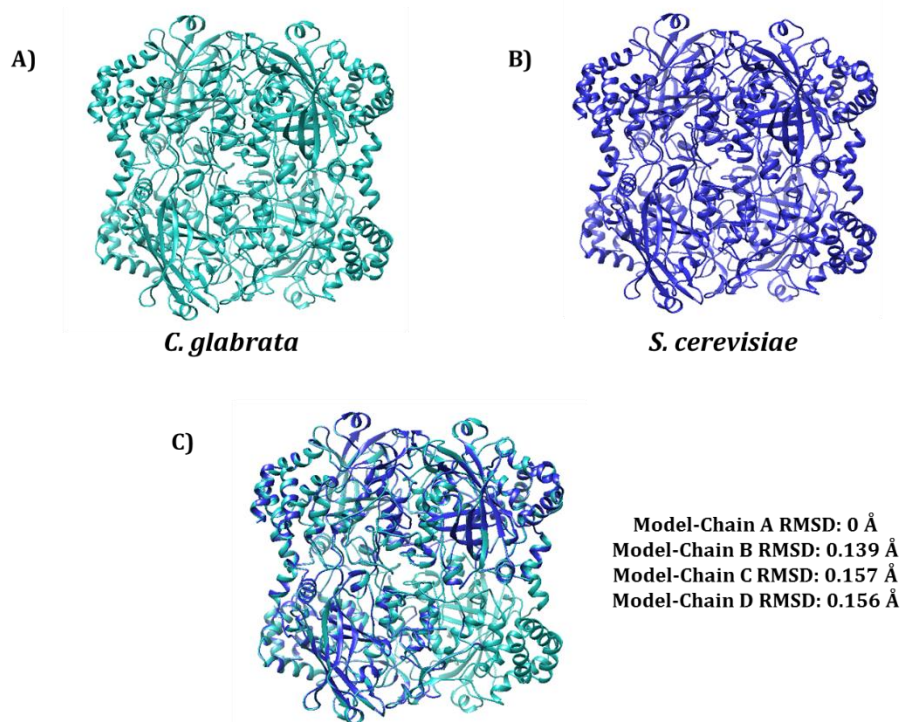 A)
B)
C. glabrata
S. cerevisiae
C)
Model-Chain A RMSD: 0 Å
Model-Chain B RMSD: 0.139 Å
Model-Chain C RMSD: 0.157 Å
Model-Chain D RMSD: 0.156 Å